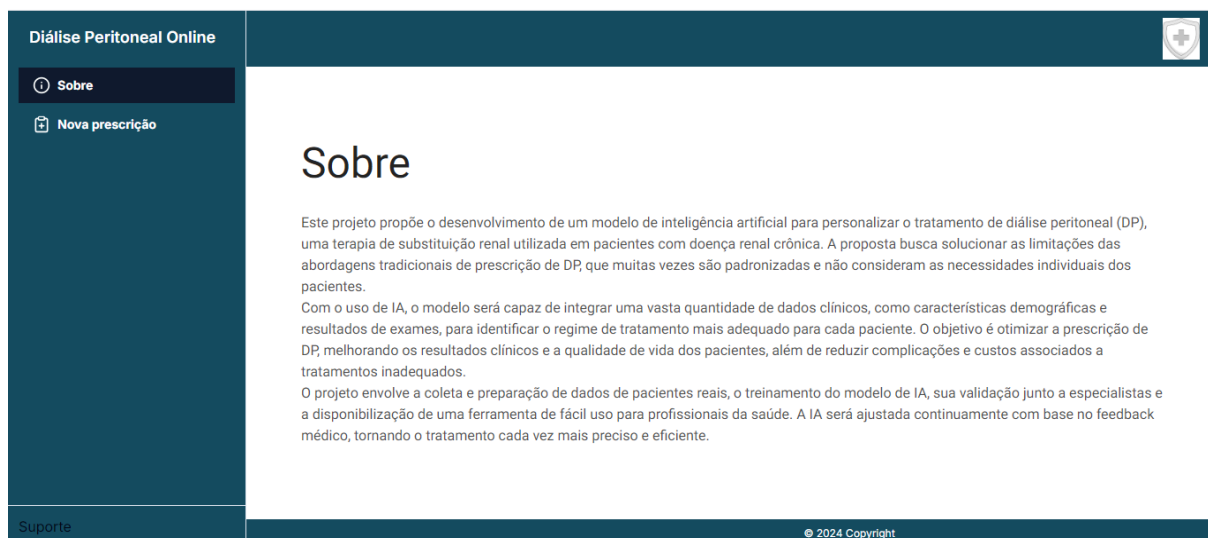 Diálise Peritoneal Online
Sobre
Nova prescrição
Sobre
Este projeto propõe o desenvolvimento de um modelo de inteligência artificial para personalizar o tratamento de diálise peritoneal (DP),
uma terapia de substituição renal utilizada em pacientes com doença renal crônica. A proposta busca solucionar as limitações das
abordagens tradicionais de prescrição de DP, que muitas vezes são padronizadas e não consideram as necessidades individuais dos
pacientes.
Com o uso de IA, o modelo será capaz de integrar uma vasta quantidade de dados clínicos, como características demográficas e
resultados de exames, para identificar o regime de tratamento mais adequado para cada paciente. O objetivo é otimizar a prescrição de
DP, melhorando os resultados clínicos e a qualidade de vida dos pacientes, além de reduzir complicações e custos associados a
tratamentos inadequados.
O projeto envolve a coleta e preparação de dados de pacientes reais, o treinamento do modelo de IA, sua validação junto a especialistas e
a disponibilização de uma ferramenta de fácil uso para profissionais da saúde. A IA será ajustada continuamente com base no feedback
médico, tornando o tratamento cada vez mais preciso e eficiente.
Suporte
© 2024 Copyright